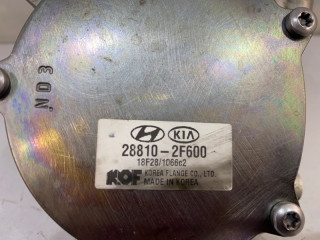 ND3
KIA
28810-2F600
18F28/1066c2
KOF KOREA FLANGE CO., LTD.
MADE IN KOREA